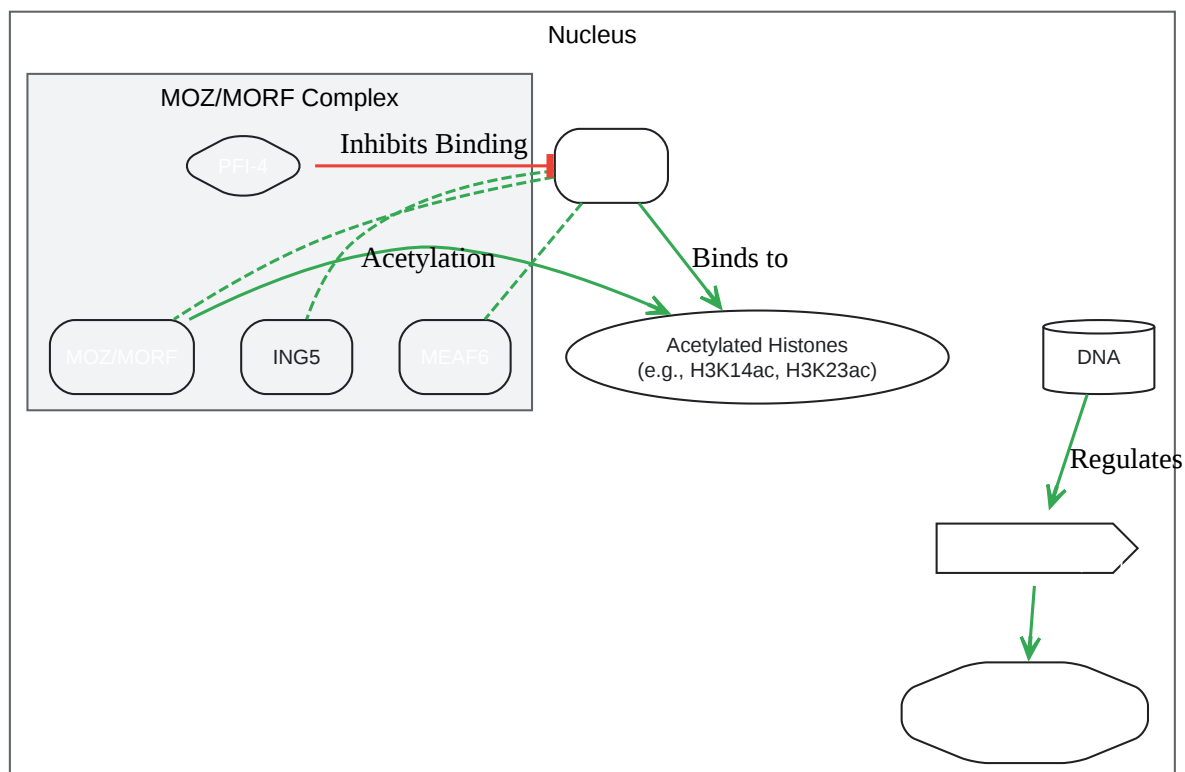 Nucleus
MOZ/MORF Complex
PFI-4
Inhibits Binding
Acetylation
Binds to
MOZ/MORF
ING5
MEAF6
Acetylated Histones
(e.g., H3K14ac, H3K23ac)
DNA
Regulates